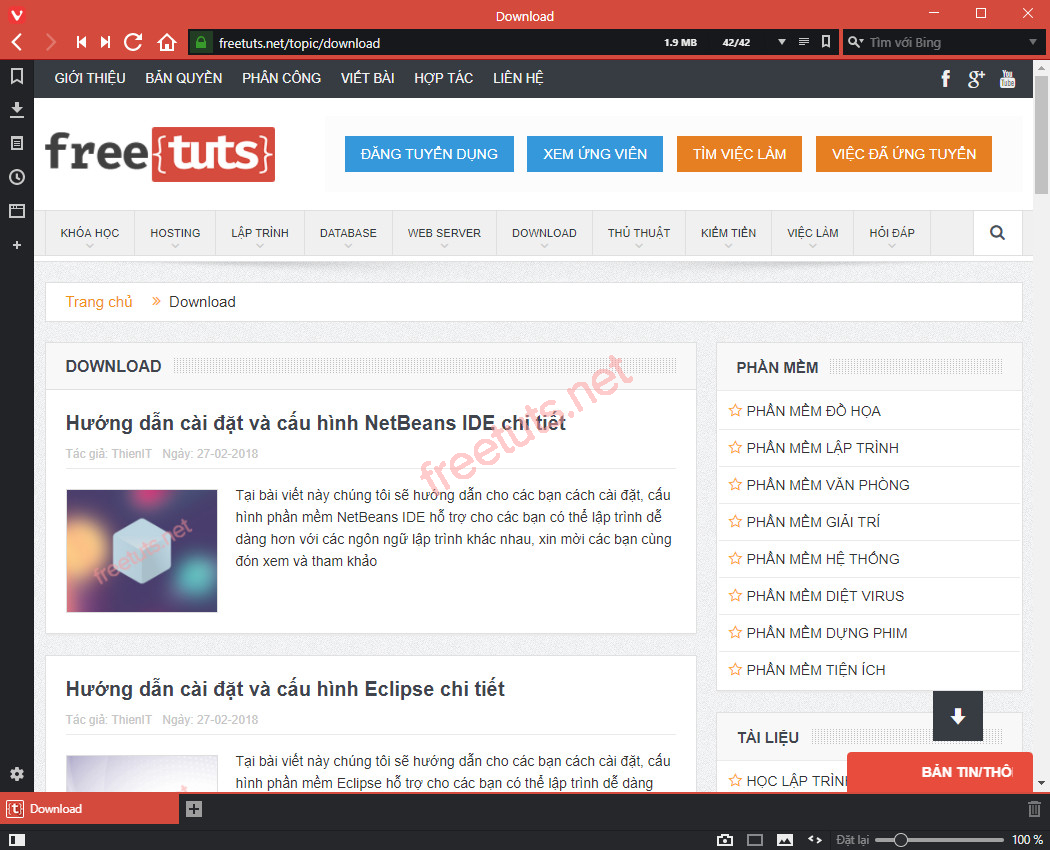 Download
freetuts.net/topic/download
1.9 MB
42/42
Tìm với Bing
GIỚI THIỆU BẢN QUYỀN PHÂN CÔNG VIẾT BÀI HỢP TÁC LIÊN HỆ
free{tuts}
ĐĂNG TUYỂN DỤNG XEM ỨNG VIÊN TÌM VIỆC LÀM VIỆC ĐÃ ỨNG TUYỂN
KHÓA HỌC HOSTING LẬP TRÌNH DATABASE WEB SERVER DOWNLOAD THỦ THUẬT KIẾM TIỀN VIỆC LÀM HỎI ĐÁP
Trang chủ » Download
DOWNLOAD
Hướng dẫn cài đặt và cấu hình NetBeans IDE chi tiết
Tác giả: ThienIT Ngày: 27-02-2018
Tại bài viết này chúng tôi sẽ hướng dẫn cho các bạn cách cài đặt, cấu
hình phần mềm NetBeans IDE hỗ trợ cho các bạn có thể lập trình dễ
dàng hơn với các ngôn ngữ lập trình khác nhau, xin mời các bạn cùng
đón xem và tham khảo
freetuts.net
freetuts.net
Hướng dẫn cài đặt và cấu hình Eclipse chi tiết
Tác giả: ThienIT Ngày: 27-02-2018
Tại bài viết này chúng tôi sẽ hướng dẫn cho các bạn cách cài đặt, cấu
hình phần mềm Eclipse hỗ trợ cho các bạn có thể lập trình dễ dàng
PHẦN MỀM
PHẦN MỀM ĐỒ HỌA
PHẦN MỀM LẬP TRÌNH
PHẦN MỀM VĂN PHÒNG
PHẦN MỀM GIẢI TRÍ
PHẦN MỀM HỆ THỐNG
PHẦN MỀM DIỆT VIRUS
PHẦN MỀM DỰNG PHIM
PHẦN MỀM TIỆN ÍCH
TÀI LIỆU
HỌC LẬP TRÌNH
BẢN TIN/THÔ
Download
Đặt lại
100 %